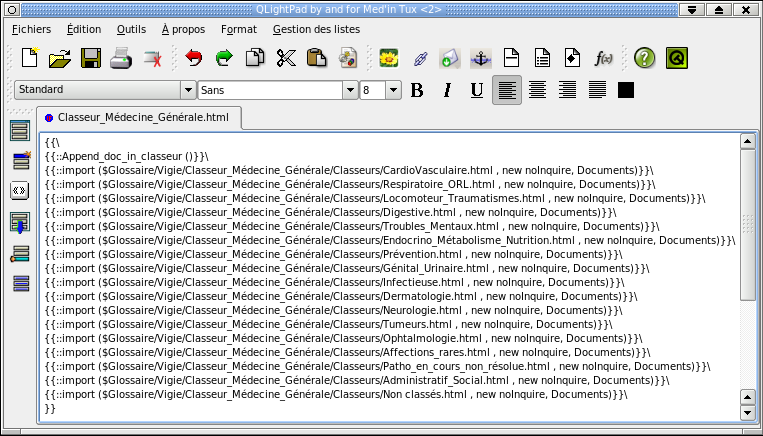 QLightPad by and for Med'in Tux <2>
Fichiers Édition Outils À propos Format Gestion des listes
f(x) ? Q
Standard Sans 8 B I U
Classeur_Médecine_Générale.html
{{\
{{::Append_doc_in_classeur ()}}\
{{::import ($Glossaire/Vigie/Classeur_Médecine_Générale/Classeurs/CardioVasculaire.html , new noInquire, Documents)}}\
{{::import ($Glossaire/Vigie/Classeur_Médecine_Générale/Classeurs/Respiratoire_ORL.html , new noInquire, Documents)}}\
{{::import ($Glossaire/Vigie/Classeur_Médecine_Générale/Classeurs/Locomoteur_Traumatismes.html , new noInquire, Documents)}}\
{{::import ($Glossaire/Vigie/Classeur_Médecine_Générale/Classeurs/Digestive.html , new noInquire, Documents)}}\
{{::import ($Glossaire/Vigie/Classeur_Médecine_Générale/Classeurs/Troubles_Mentaux.html , new noInquire, Documents)}}\
{{::import ($Glossaire/Vigie/Classeur_Médecine_Générale/Classeurs/Endocrino_Métabolisme_Nutrition.html , new noInquire, Documents)}}\
{{::import ($Glossaire/Vigie/Classeur_Médecine_Générale/Classeurs/Prévention.html , new noInquire, Documents)}}\
{{::import ($Glossaire/Vigie/Classeur_Médecine_Générale/Classeurs/Génital_Urinaire.html , new noInquire, Documents)}}\
{{::import ($Glossaire/Vigie/Classeur_Médecine_Générale/Classeurs/Infectieuse.html , new noInquire, Documents)}}\
{{::import ($Glossaire/Vigie/Classeur_Médecine_Générale/Classeurs/Dermatologie.html , new noInquire, Documents)}}\
{{::import ($Glossaire/Vigie/Classeur_Médecine_Générale/Classeurs/Neurologie.html , new noInquire, Documents)}}\
{{::import ($Glossaire/Vigie/Classeur_Médecine_Générale/Classeurs/Tumeurs.html , new noInquire, Documents)}}\
{{::import ($Glossaire/Vigie/Classeur_Médecine_Générale/Classeurs/Ophtalmologie.html , new noInquire, Documents)}}\
{{::import ($Glossaire/Vigie/Classeur_Médecine_Générale/Classeurs/Affections_rares.html , new noInquire, Documents)}}\
{{::import ($Glossaire/Vigie/Classeur_Médecine_Générale/Classeurs/Patho_en_cours_non_résolue.html , new noInquire, Documents)}}\
{{::import ($Glossaire/Vigie/Classeur_Médecine_Générale/Classeurs/Administratif_Social.html , new noInquire, Documents)}}\
{{::import ($Glossaire/Vigie/Classeur_Médecine_Générale/Classeurs/Non classés.html , new noInquire, Documents)}}\
}}